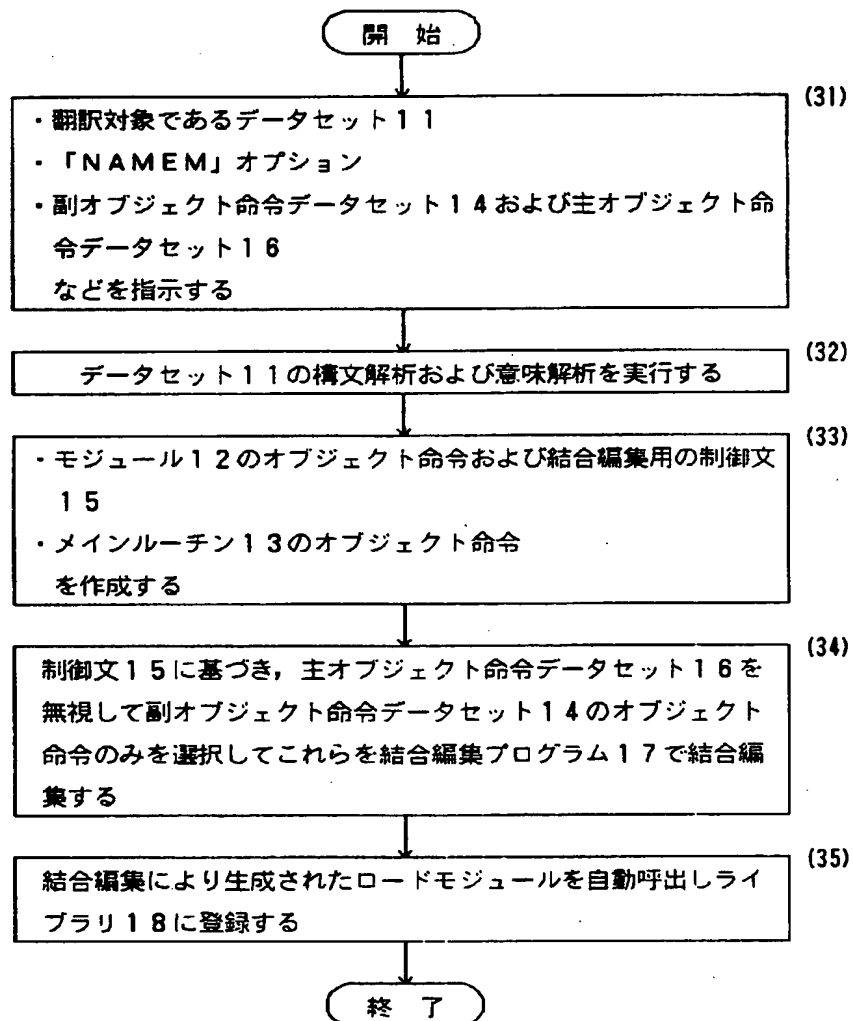 開 始
(31)
・翻訳対象であるデータセット11
・「NAMEM」オプション
・副オブジェクト命令データセット14および主オブジェクト命
令データセット16
などを指示する
(32)
データセット11の構文解析および意味解析を実行する
(33)
・モジュール12のオブジェクト命令および結合編集用の制御文
15
・メインルーチン13のオブジェクト命令
を作成する
(34)
制御文15に基づき，主オブジェクト命令データセット16を
無視して副オブジェクト命令データセット14のオブジェクト
命令のみを選択してこれらを結合編集プログラム17で結合編
集する
(35)
結合編集により生成されたロードモジュールを自動呼出しライ
ブラリ18に登録する
終 了